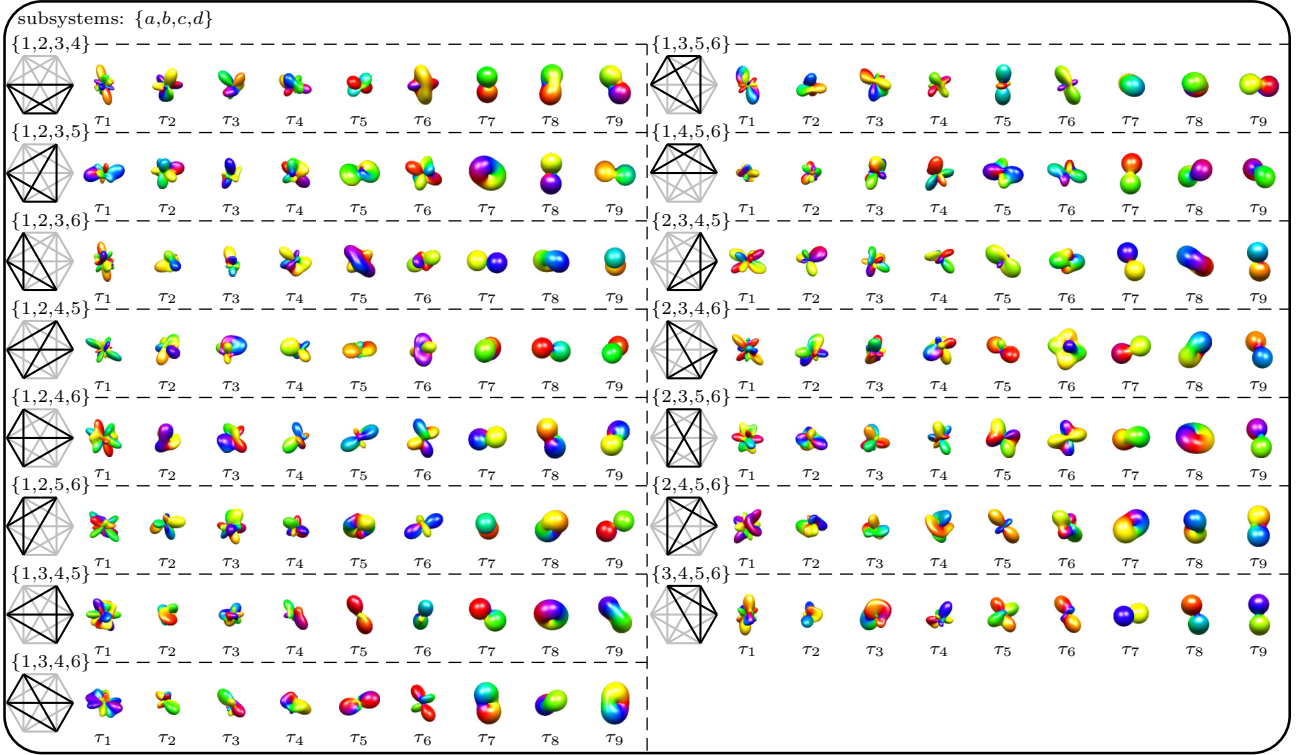 subsystems: {a,b,c,d}
{1,2,3,4}
τ1 τ2 τ3 τ4 τ5 τ6 τ7 τ8 τ9
{1,2,3,5}
τ1 τ2 τ3 τ4 τ5 τ6 τ7 τ8 τ9
{1,2,3,6}
τ1 τ2 τ3 τ4 τ5 τ6 τ7 τ8 τ9
{1,2,4,5}
τ1 τ2 τ3 τ4 τ5 τ6 τ7 τ8 τ9
{1,2,4,6}
τ1 τ2 τ3 τ4 τ5 τ6 τ7 τ8 τ9
{1,2,5,6}
τ1 τ2 τ3 τ4 τ5 τ6 τ7 τ8 τ9
{1,3,4,5}
τ1 τ2 τ3 τ4 τ5 τ6 τ7 τ8 τ9
{1,3,4,6}
τ1 τ2 τ3 τ4 τ5 τ6 τ7 τ8 τ9
{1,3,5,6}
τ1 τ2 τ3 τ4 τ5 τ6 τ7 τ8 τ9
{1,4,5,6}
τ1 τ2 τ3 τ4 τ5 τ6 τ7 τ8 τ9
{2,3,4,5}
τ1 τ2 τ3 τ4 τ5 τ6 τ7 τ8 τ9
{2,3,4,6}
τ1 τ2 τ3 τ4 τ5 τ6 τ7 τ8 τ9
{2,3,5,6}
τ1 τ2 τ3 τ4 τ5 τ6 τ7 τ8 τ9
{2,4,5,6}
τ1 τ2 τ3 τ4 τ5 τ6 τ7 τ8 τ9
{3,4,5,6}
τ1 τ2 τ3 τ4 τ5 τ6 τ7 τ8 τ9